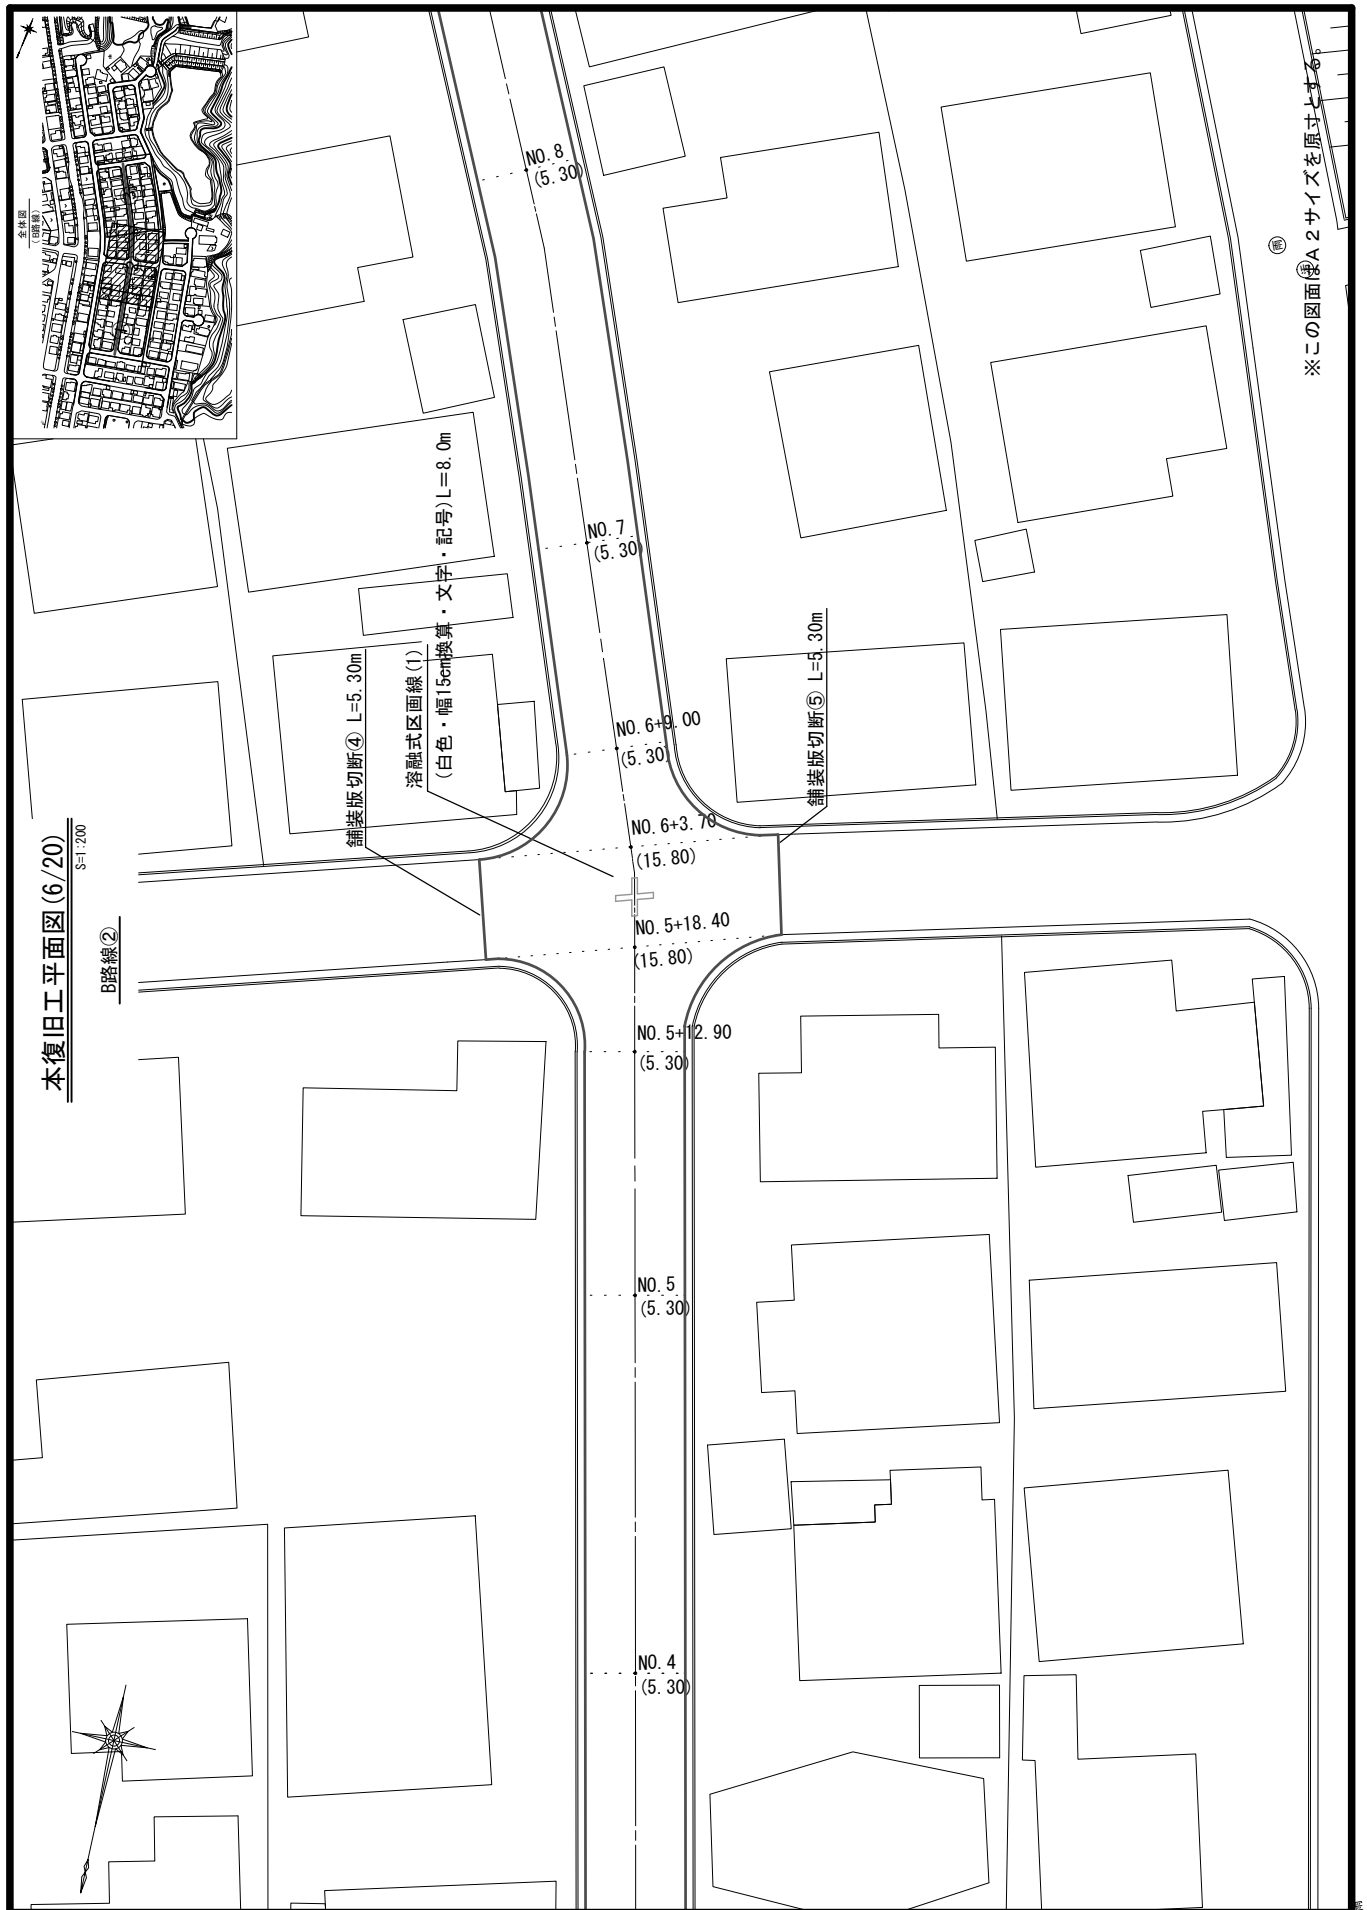 全体図
(B路線)
本復旧工平面図(6/20)
S=1:200
B路線②
NO. 8
(5. 30)
NO. 7
(5. 30)
舗装版切断④ L=5. 30m
溶融式区画線(1)
(白色・幅15cm換算・文字・記号)L=8. 0m
NO. 6+9. 00
(5. 30)
舗装版切断⑤ L=5. 30m
NO. 6+3. 70
(15. 80)
NO. 5+18. 40
(15. 80)
NO. 5+12. 90
(5. 30)
NO. 5
(5. 30)
NO. 4
(5. 30)
雨
※この図面はA2サイズを原寸とする。